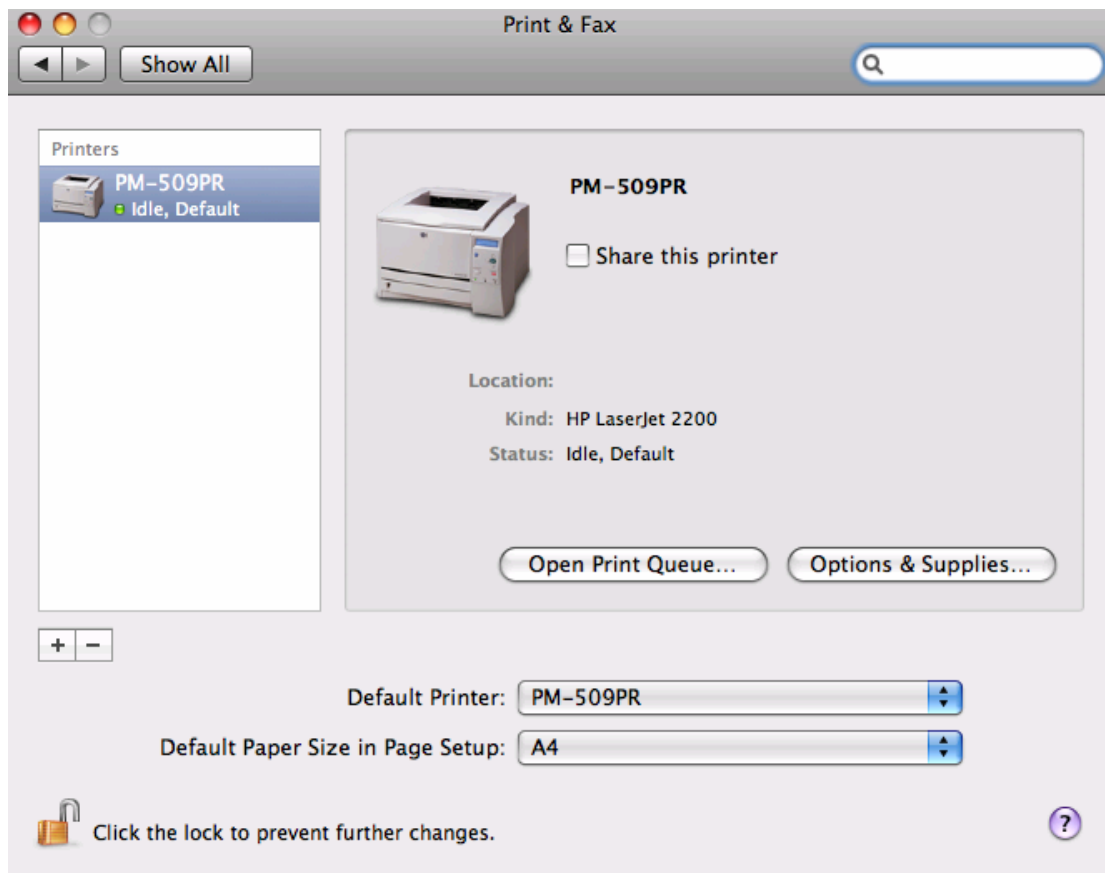 Print & Fax
Show All
Printers
PM-509PR
Idle, Default
PM-509PR
Share this printer
Location:
Kind: HP LaserJet 2200
Status: Idle, Default
Open Print Queue...
Options & Supplies...
+ −
Default Printer: PM-509PR
Default Paper Size in Page Setup: A4
Click the lock to prevent further changes.
?